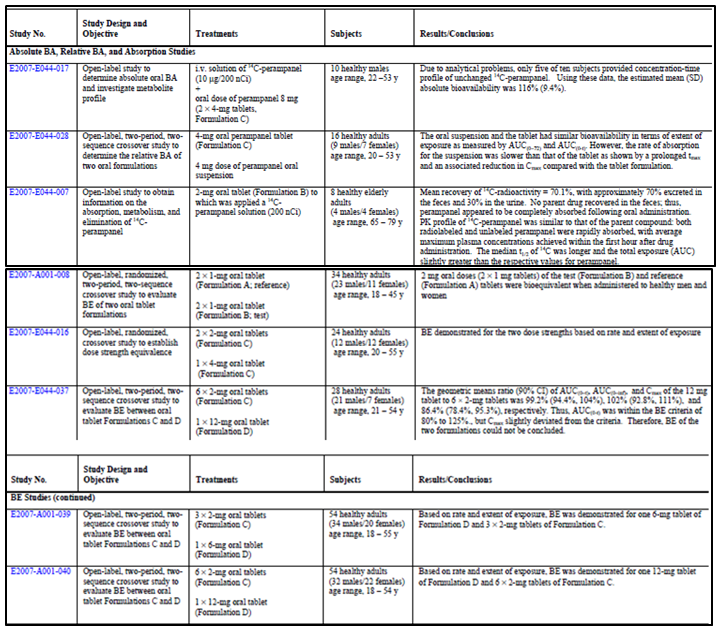 Study No.
Study Design and
Objective
Treatments
Subjects
Results/Conclusions
Absolute BA, Relative BA, and Absorption Studies
E2007-E044-017
Open-label study to
determine absolute oral BA
and investigate metabolite
profile
i.v. solution of ¹⁴C-perampanel
(10 µg/200 nCi)
+
oral dose of perampanel 8 mg
(2 × 4-mg tablets,
Formulation C)
10 healthy males
age range, 22 –53 y
Due to analytical problems, only five of ten subjects provided concentration-time
profile of unchanged ¹⁴C-perampanel. Using these data, the estimated mean (SD)
absolute bioavailability was 116% (9.4%).
E2007-E044-028
Open-label, two-period, two-
sequence crossover study to
determine the relative BA of
two oral formulations
4-mg oral perampanel tablet
(Formulation C)
4 mg dose of perampanel oral
suspension
16 healthy adults
(9 males/7 females)
age range, 20 – 53 y
The oral suspension and the tablet had similar bioavailability in terms of extent of
exposure as measured by AUC(0–72) and AUC(0-t). However, the rate of absorption
for the suspension was slower than that of the tablet as shown by a prolonged tmax
and an associated reduction in Cmax compared with the tablet formulation.
E2007-E044-007
Open-label study to obtain
information on the
absorption, metabolism, and
elimination of ¹⁴C-
perampanel
2-mg oral tablet (Formulation B) to
which was applied a ¹⁴C-
perampanel solution (200 nCi)
8 healthy elderly
adults
(4 males/4 females)
age range, 65 – 79 y
Mean recovery of ¹⁴C-radioactivity = 70.1%, with approximately 70% excreted in the
feces and 30% in the urine. No parent drug recovered in the feces; thus,
perampanel appeared to be completely absorbed following oral administration.
PK profile of ¹⁴C-perampanel was similar to that of the parent compound: both
radiolabeled and unlabeled perampanel were rapidly absorbed, with average
maximum plasma concentrations achieved within the first hour after drug
administration. The median t1/2 of ¹⁴C was longer and the total exposure (AUC)
slightly greater than the respective values for perampanel.
E2007-A001-008
Open-label, randomized,
two-period, two-sequence
crossover study to evaluate
BE of two oral tablet
formulations
2 × 1-mg oral tablet
(Formulation A; reference)
2 × 1-mg oral tablet
(Formulation B; test)
34 healthy adults
(23 males/11 females)
age range, 18 – 45 y
2 mg oral doses (2 × 1 mg tablets) of the test (Formulation B) and reference
(Formulation A) tablets were bioequivalent when administered to healthy men and
women
E2007-E044-016
Open-label, randomized,
crossover study to establish
dose strength equivalence
2 × 2-mg oral tablets
(Formulation C)
1 × 4-mg oral tablet
(Formulation C)
24 healthy adults
(12 males/12 females)
age range, 20 – 55 y
BE demonstrated for the two dose strengths based on rate and extent of exposure
E2007-E044-037
Open-label, two-period, two-
sequence crossover study to
evaluate BE between oral
tablet Formulations C and D
6 × 2-mg oral tablets
(Formulation C)
1 × 12-mg oral tablet
(Formulation D)
28 healthy adults
(21 males/7 females)
age range, 21 – 54 y
The geometric means ratio (90% CI) of AUC(0-t), AUC(0-inf), and Cmax of the 12 mg
tablet to 6 × 2-mg tablets was 99.2% (94.4%, 104%), 102% (92.8%, 111%), and
86.4% (78.4%, 95.3%), respectively. Thus, AUC(0-t) was within the BE criteria of
80% to 125%., but Cmax slightly deviated from the criteria. Therefore, BE of the
two formulations could not be concluded.
Study No.
Study Design and
Objective
Treatments
Subjects
Results/Conclusions
BE Studies (continued)
E2007-A001-039
Open-label, two-period, two-
sequence crossover study to
evaluate BE between oral
tablet Formulations C and D
3 × 2-mg oral tablets
(Formulation C)
1 × 6-mg oral tablet
(Formulation D)
54 healthy adults
(34 males/20 females)
age range, 18 – 55 y
Based on rate and extent of exposure, BE was demonstrated for one 6-mg tablet of
Formulation D and 3 × 2-mg tablets of Formulation C.
E2007-A001-040
Open-label, two-period, two-
sequence crossover study to
evaluate BE between oral
tablet Formulations C and D
6 × 2-mg oral tablets
(Formulation C)
1 × 12-mg oral tablet
(Formulation D)
54 healthy adults
(32 males/22 females)
age range, 18 – 54 y
Based on rate and extent of exposure, BE was demonstrated for one 12-mg tablet
of Formulation D and 6 × 2-mg tablets of Formulation C.